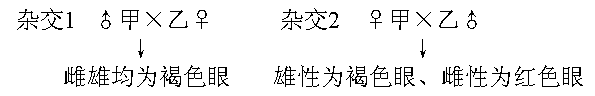 杂交1 ♂甲×乙♀ 杂交2 ♀甲×乙♂
↓ ↓
雌雄均为褐色眼 雄性为褐色眼、雌性为红色眼